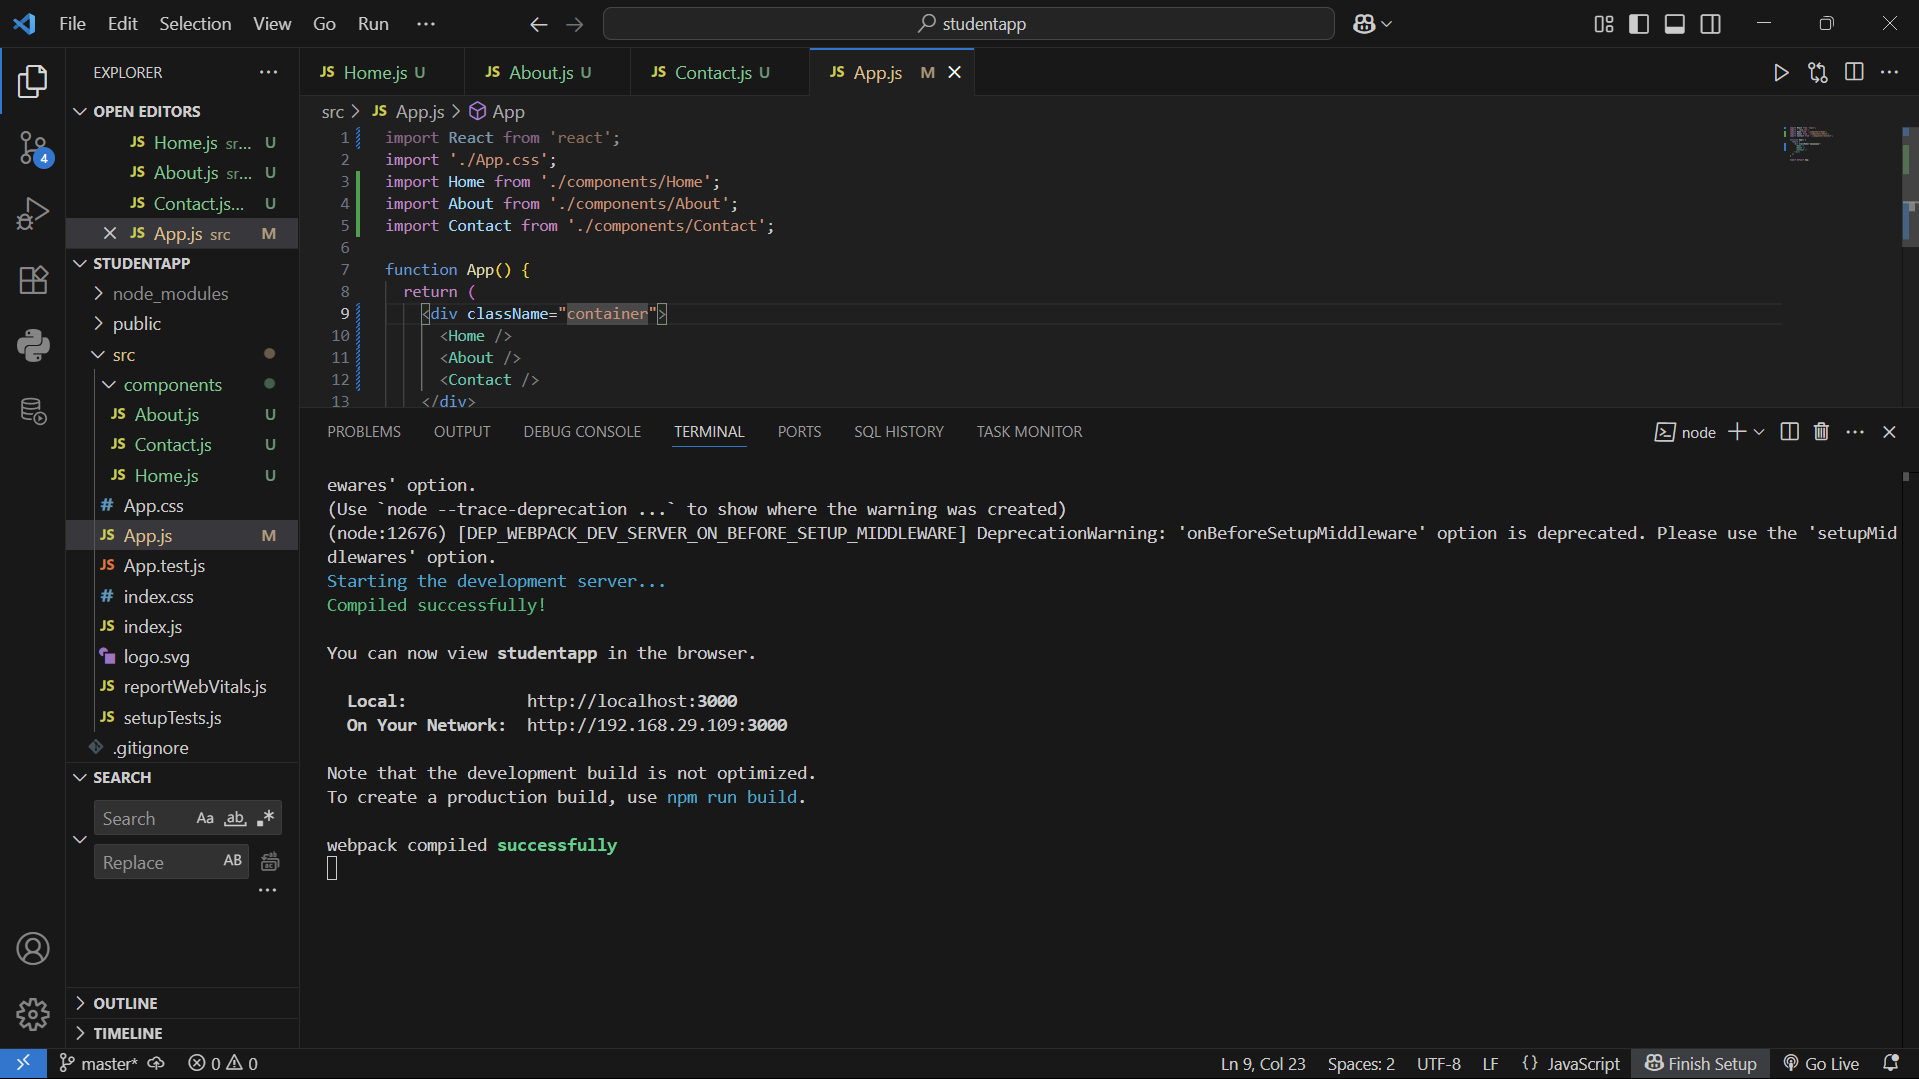 File Edit Selection View Go Run ···
studentapp
EXPLORER ···
OPEN EDITORS
JS Home.js sr... U
JS About.js sr... U
JS Contact.js... U
JS App.js src M
STUDENTAPP
node_modules
public
src
components
JS About.js U
JS Contact.js U
JS Home.js U
# App.css
JS App.js M
JS App.test.js
# index.css
JS index.js
logo.svg
JS reportWebVitals.js
JS setupTests.js
.gitignore
SEARCH
Search Aa ab .*
Replace AB
···
OUTLINE
TIMELINE
4
JS Home.js U JS About.js U JS Contact.js U JS App.js M
src > JS App.js > App
1 import React from 'react';
2 import './App.css';
3 import Home from './components/Home';
4 import About from './components/About';
5 import Contact from './components/Contact';
6
7 function App() {
8 return (
9 <div className="container">
10 <Home />
11 <About />
12 <Contact />
13 </div>
PROBLEMS OUTPUT DEBUG CONSOLE TERMINAL PORTS SQL HISTORY TASK MONITOR
node
ewares' option.
(Use `node --trace-deprecation ...` to show where the warning was created)
(node:12676) [DEP_WEBPACK_DEV_SERVER_ON_BEFORE_SETUP_MIDDLEWARE] DeprecationWarning: 'onBeforeSetupMiddleware' option is deprecated. Please use the 'setupMid
dlewares' option.
Starting the development server...
Compiled successfully!
You can now view studentapp in the browser.
Local: http://localhost:3000
On Your Network: http://192.168.29.109:3000
Note that the development build is not optimized.
To create a production build, use npm run build.
webpack compiled successfully
master* 0 0
Ln 9, Col 23 Spaces: 2 UTF-8 LF {} JavaScript Finish Setup Go Live